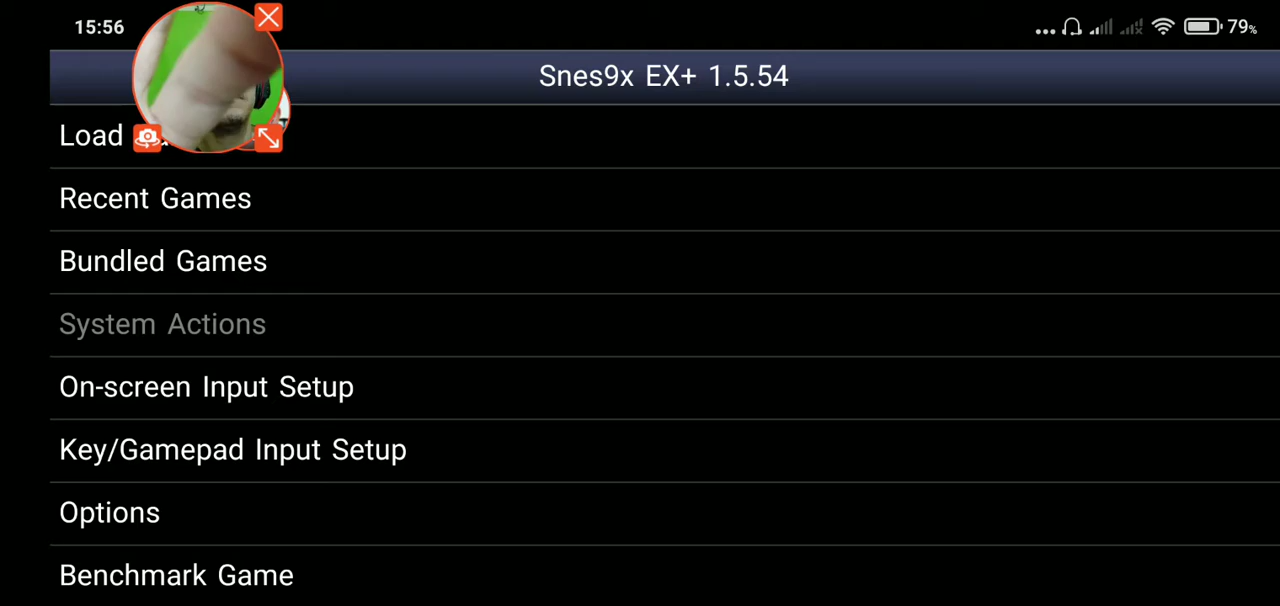 15:56
79%
Snes9x EX+ 1.5.54
Load
Recent Games
Bundled Games
System Actions
On-screen Input Setup
Key/Gamepad Input Setup
Options
Benchmark Game